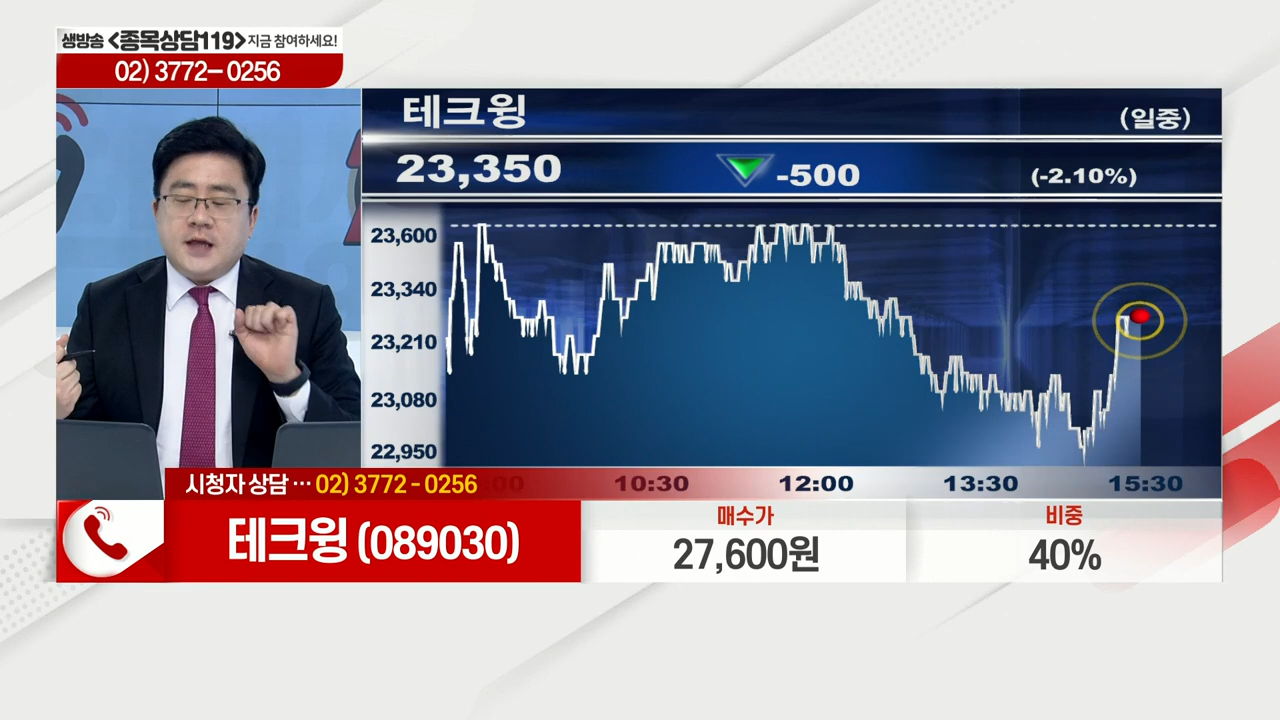 생방송 <종목상담119> 지금 참여하세요!
02) 3772-0256
테크윙
(일중)
23,350
-500
(-2.10%)
23,600
23,340
23,210
23,080
22,950
10:30
12:00
13:30
15:30
시청자 상담 ··· 02) 3772 - 0256
테크윙 (089030)
매수가
27,600원
비중
40%